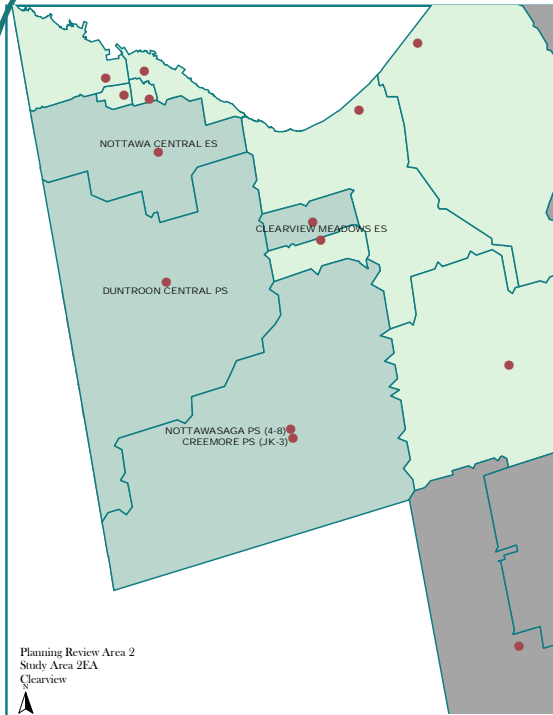 NOTTAWA CENTRAL ES
CLEARVIEW MEADOWS ES
DUNTROON CENTRAL PS
NOTTAWASAGA PS (4-8)
CREEMORE PS (JK-3)
Planning Review Area 2
Study Area 2EA
Clearview
N